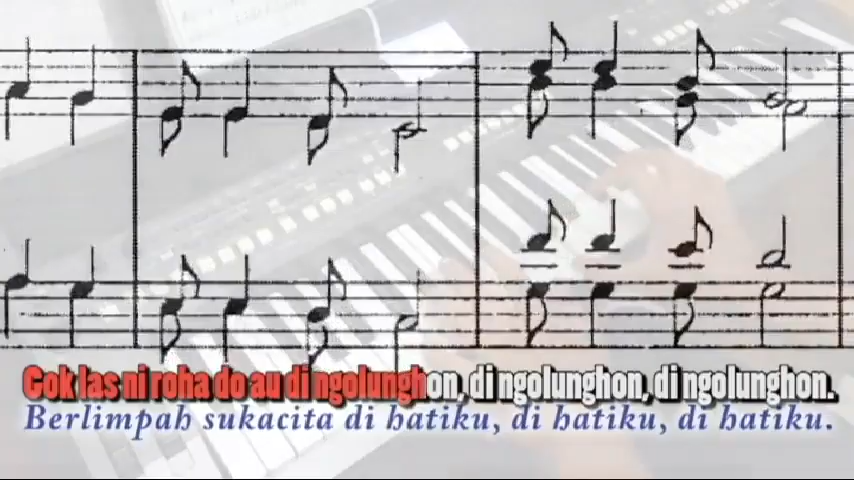 Gok las ni roha do au di ngolunghon, di ngolunghon, di ngolunghon.
Berlimpah sukacita di hatiku, di hatiku, di hatiku.